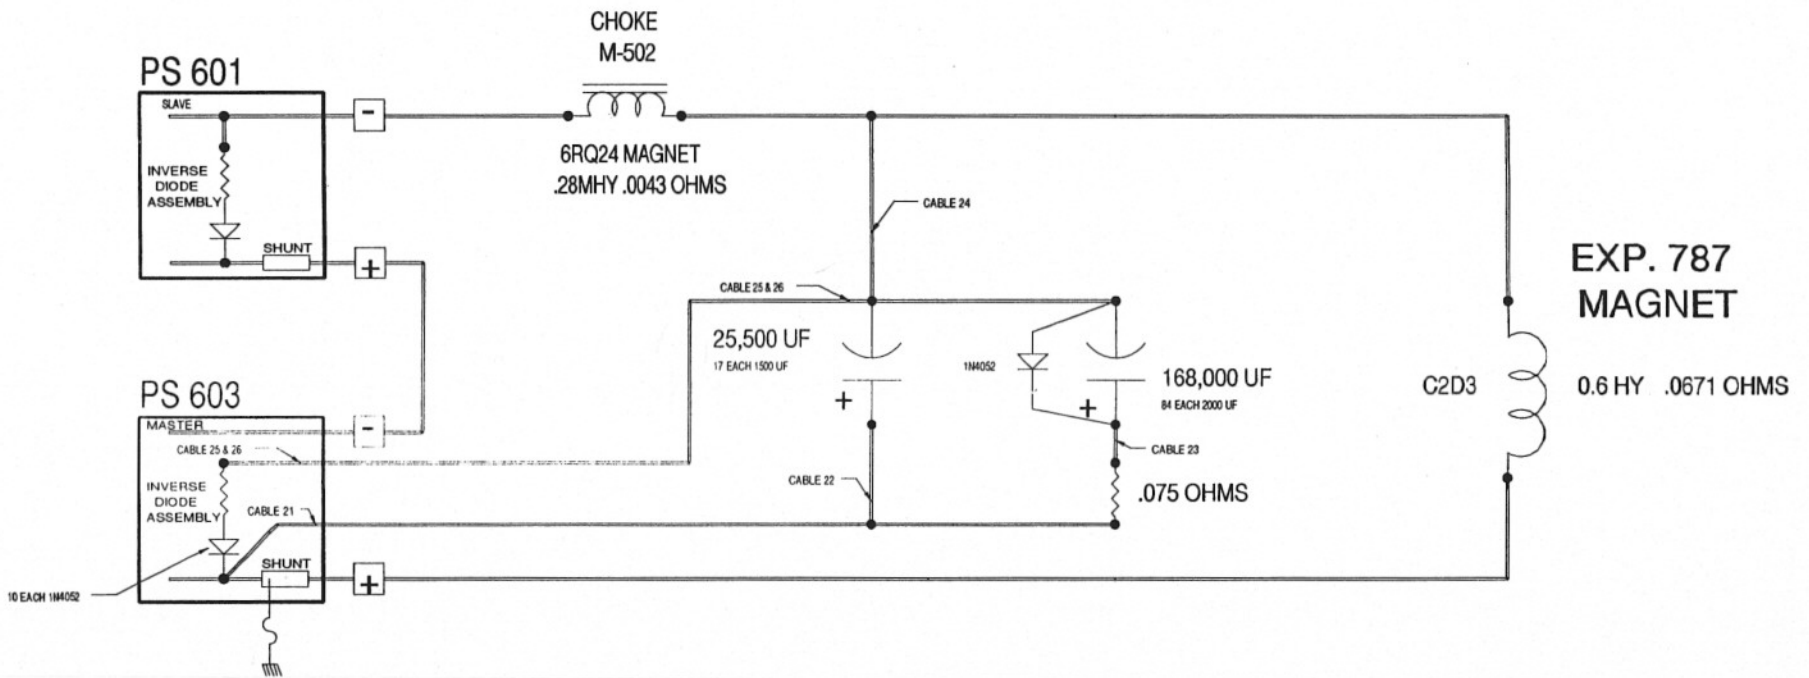 CHOKE
M-502
PS 601
SLAVE
-
6RQ24 MAGNET
.28MHY .0043 OHMS
INVERSE
DIODE
ASSEMBLY
SHUNT
+
CABLE 24
EXP. 787
MAGNET
CABLE 25 & 26
25,500 UF
17 EACH 1500 UF
1N4052
168,000 UF
84 EACH 2000 UF
+
+
C2D3
0.6 HY .0671 OHMS
PS 603
MASTER
-
CABLE 25 & 26
CABLE 23
INVERSE
DIODE
ASSEMBLY
CABLE 22
.075 OHMS
CABLE 21
SHUNT
+
10 EACH 1N4052